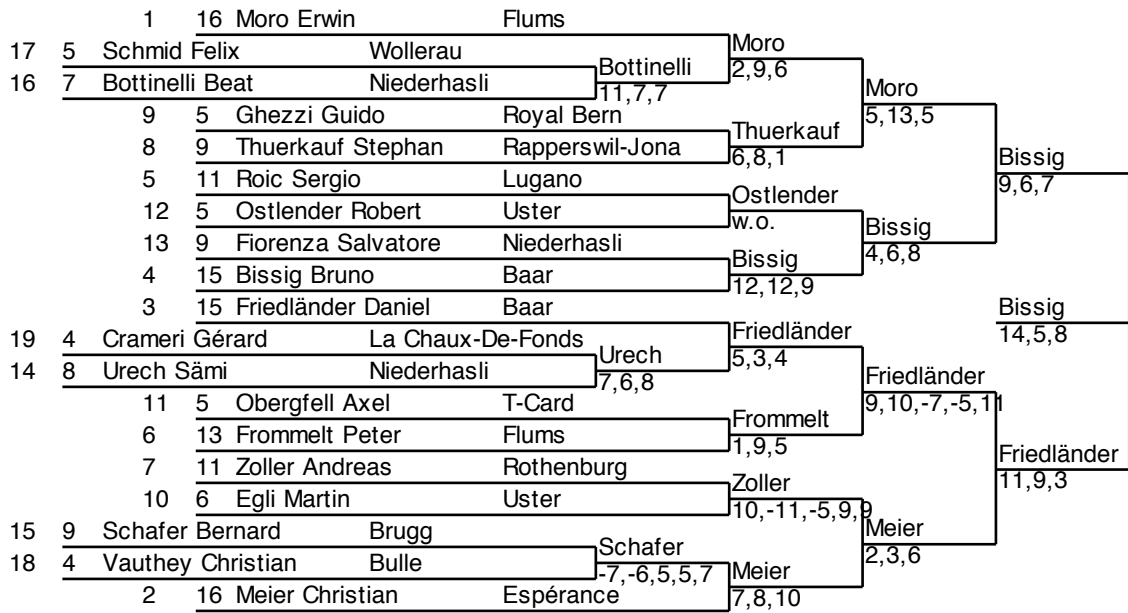 1 16 Moro Erwin Flums
Moro
17 5 Schmid Felix Wollerau
2,9,6
Bottinelli
16 7 Bottinelli Beat Niederhasli
11,7,7
Moro
5,13,5
9 5 Ghezzi Guido Royal Bern
Thuerkauf
8 9 Thuerkauf Stephan Rapperswil-Jona
6,8,1
Bissig
9,6,7
5 11 Roic Sergio Lugano
Ostlender
12 5 Ostlender Robert Uster
w.o.
Bissig
4,6,8
13 9 Fiorenza Salvatore Niederhasli
Bissig
4 15 Bissig Bruno Baar
12,12,9
3 15 Friedländer Daniel Baar
Bissig
14,5,8
Friedländer
19 4 Crameri Gérard La Chaux-De-Fonds
5,3,4
Urech
14 8 Urech Sämi Niederhasli
7,6,8
Friedländer
9,10,-7,-5,11
11 5 Obergfell Axel T-Card
Frommelt
6 13 Frommelt Peter Flums
1,9,5
Friedländer
11,9,3
7 11 Zoller Andreas Rothenburg
Zoller
10 6 Egli Martin Uster
10,-11,-5,9,9
15 9 Schafer Bernard Brugg
Meier
2,3,6
Schafer
18 4 Vauthey Christian Bulle
-7,-6,5,5,7
Meier
2 16 Meier Christian Espérance
7,8,10